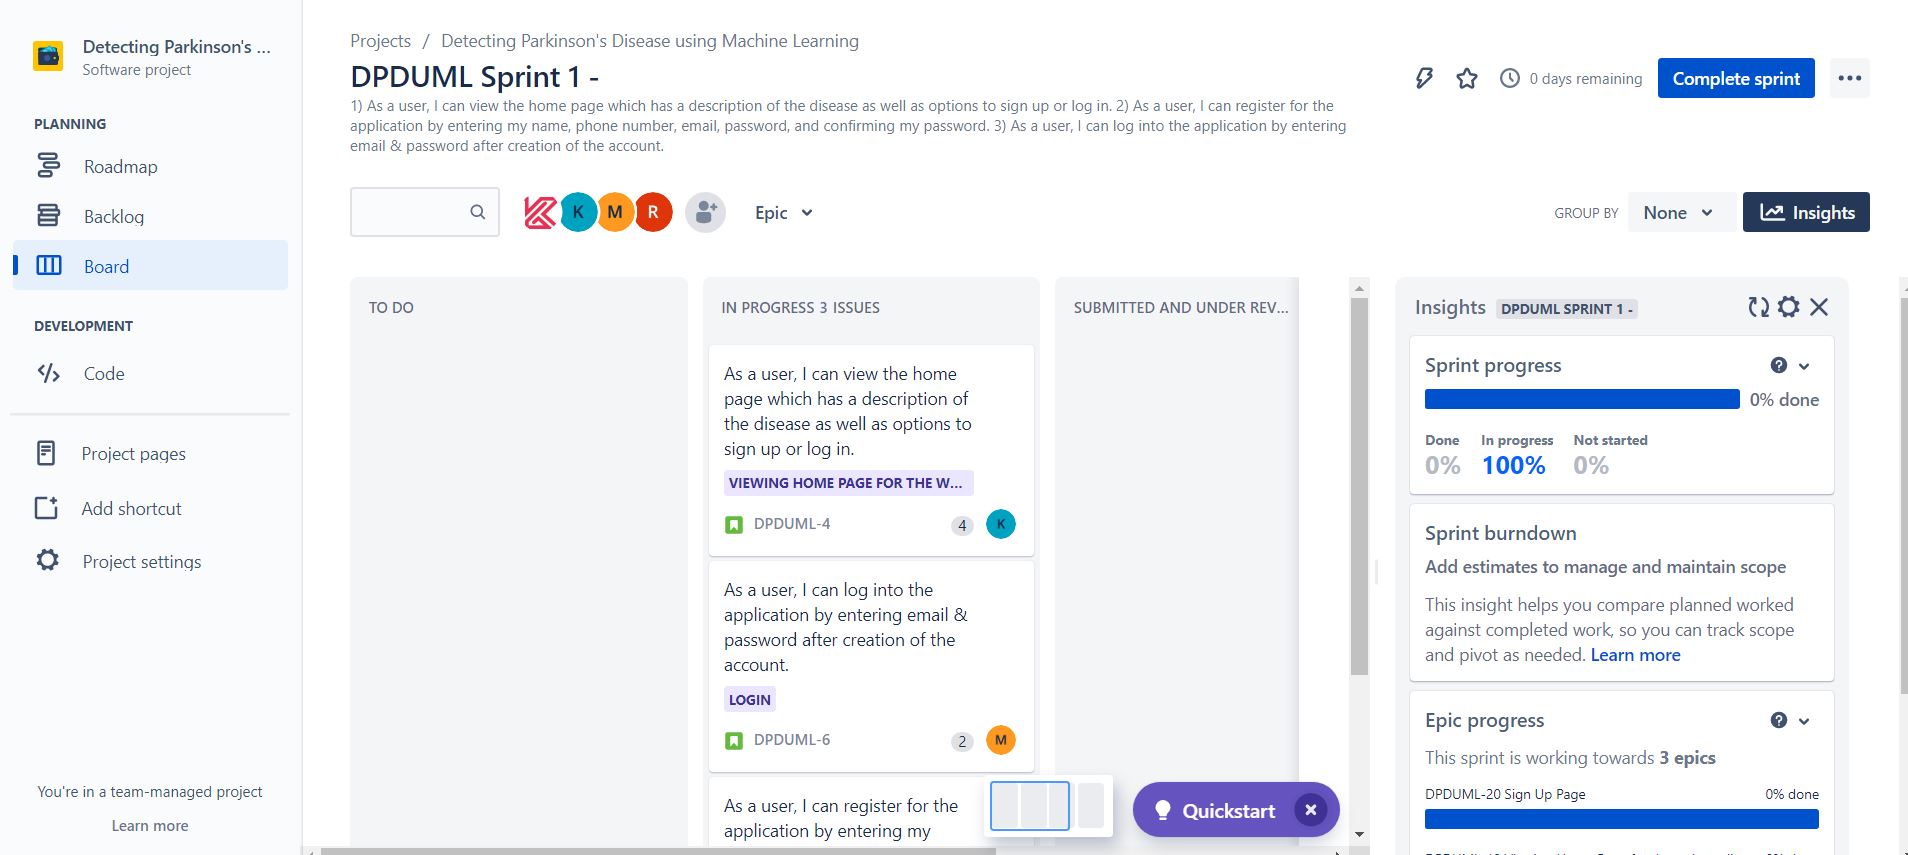 Detecting Parkinson's ...
Software project
PLANNING
Roadmap
Backlog
Board
DEVELOPMENT
Code
Project pages
Add shortcut
Project settings
You're in a team-managed project
Learn more
Projects / Detecting Parkinson's Disease using Machine Learning
DPDUML Sprint 1 -
1) As a user, I can view the home page which has a description of the disease as well as options to sign up or log in. 2) As a user, I can register for the
application by entering my name, phone number, email, password, and confirming my password. 3) As a user, I can log into the application by entering
email & password after creation of the account.
0 days remaining
Complete sprint
K M R
Epic
GROUP BY
None
Insights
TO DO
IN PROGRESS 3 ISSUES
As a user, I can view the home
page which has a description of
the disease as well as options to
sign up or log in.
VIEWING HOME PAGE FOR THE W...
DPDUML-4
4
K
As a user, I can log into the
application by entering email &
password after creation of the
account.
LOGIN
DPDUML-6
2
M
As a user, I can register for the
application by entering my
SUBMITTED AND UNDER REV...
Quickstart
Insights DPDUML SPRINT 1 -
Sprint progress
0% done
Done In progress Not started
0% 100% 0%
Sprint burndown
Add estimates to manage and maintain scope
This insight helps you compare planned worked
against completed work, so you can track scope
and pivot as needed. Learn more
Epic progress
This sprint is working towards 3 epics
DPDUML-20 Sign Up Page 0% done